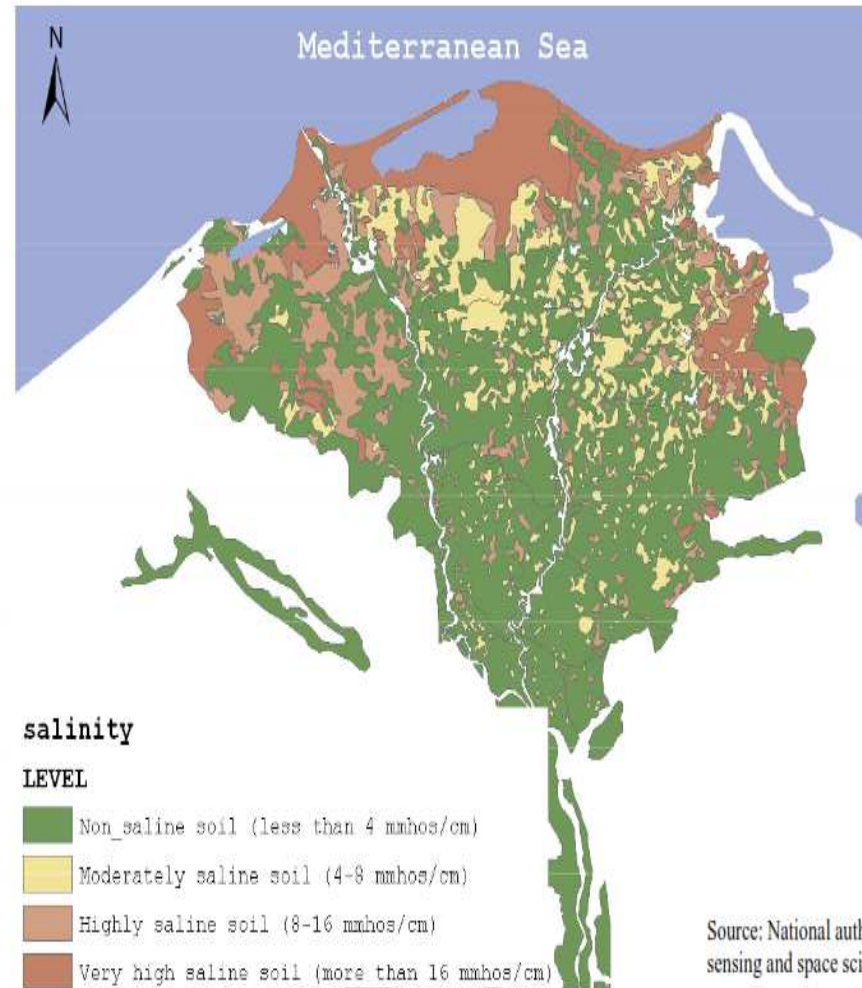 N
Mediterranean Sea
salinity
LEVEL
Non_saline soil (less than 4 mmhos/cm)
Moderately saline soil (4-8 mmhos/cm)
Highly saline soil (8-16 mmhos/cm)
Very high saline soil (more than 16 mmhos/cm)
Source: National auth
sensing and space sci